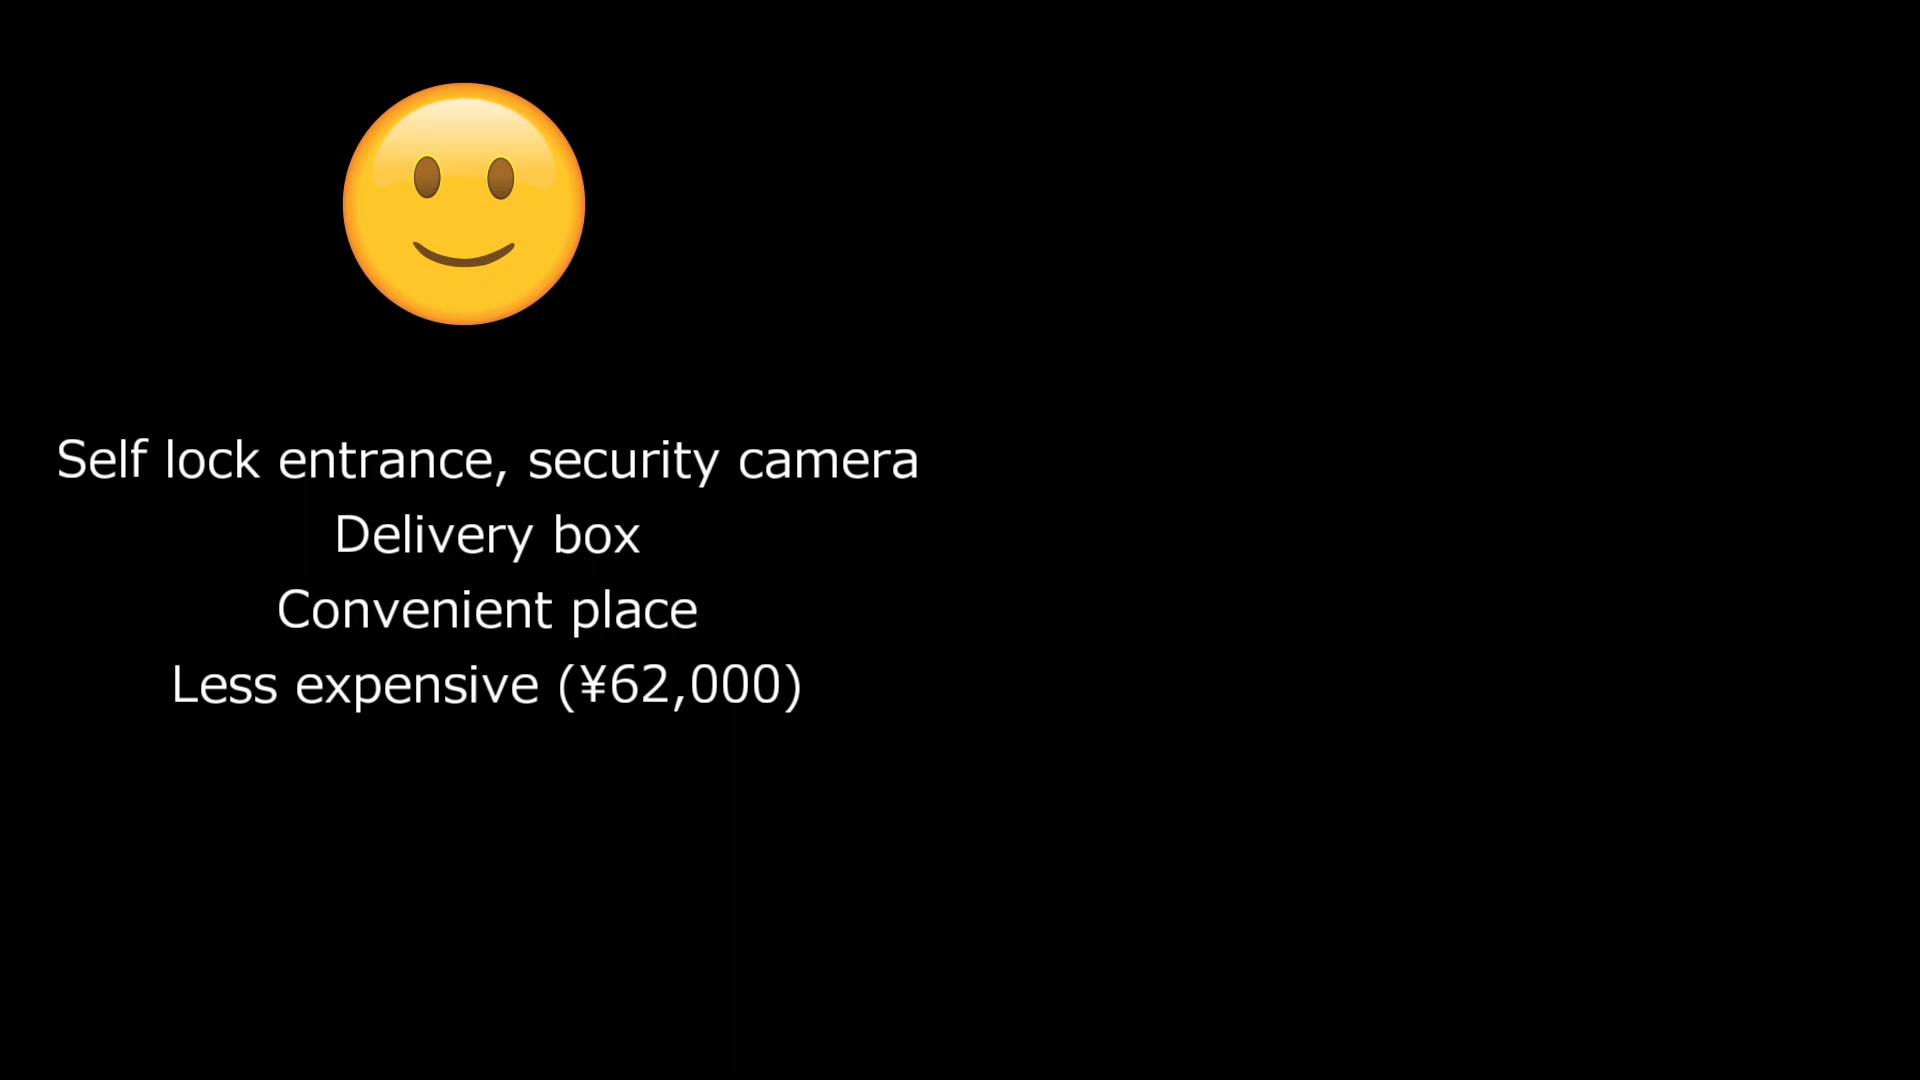 Self lock entrance, security camera
Delivery box
Convenient place
Less expensive (¥62,000)